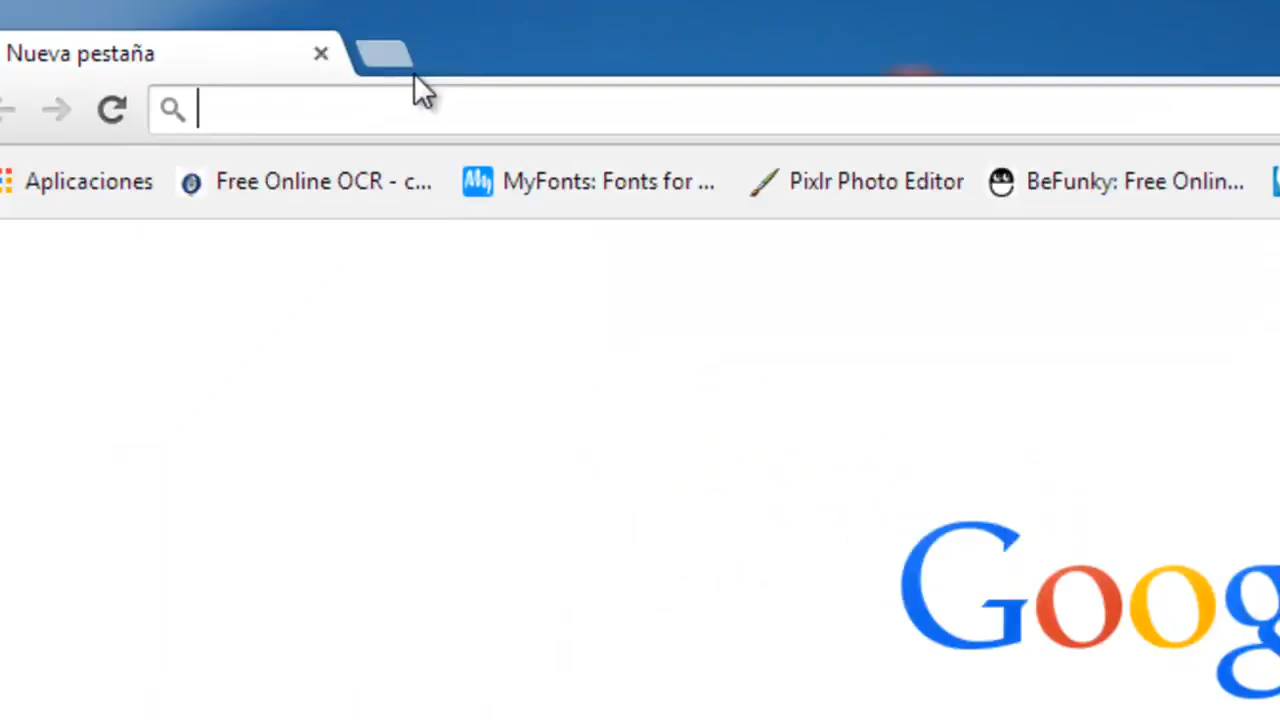 Nueva pestaña
Aplicaciones Free Online OCR - c... MyFonts: Fonts for ... Pixlr Photo Editor BeFunky: Free Onlin...
Goog